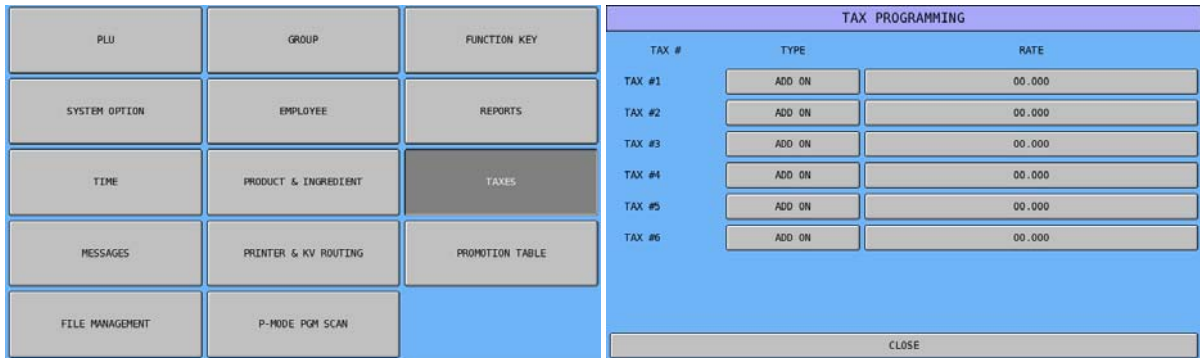 PLU GROUP FUNCTION KEY
SYSTEM OPTION EMPLOYEE REPORTS
TIME PRODUCT & INGREDIENT TAXES
MESSAGES PRINTER & KV ROUTING PROMOTION TABLE
FILE MANAGEMENT P-MODE PGM SCAN
TAX PROGRAMMING
TAX # TYPE RATE
TAX #1 ADD ON 00.000
TAX #2 ADD ON 00.000
TAX #3 ADD ON 00.000
TAX #4 ADD ON 00.000
TAX #5 ADD ON 00.000
TAX #6 ADD ON 00.000
CLOSE